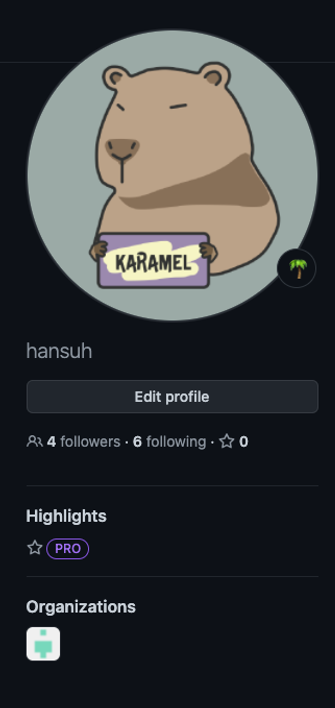 KARAMEL
hansuh
Edit profile
4 followers · 6 following · 0
Highlights
PRO
Organizations